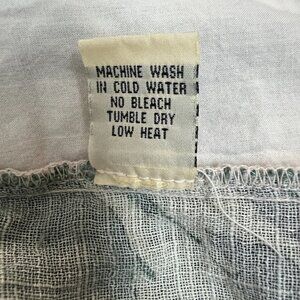 MACHINE WASH
IN COLD WATER
NO BLEACH
TUMBLE DRY
LOW HEAT